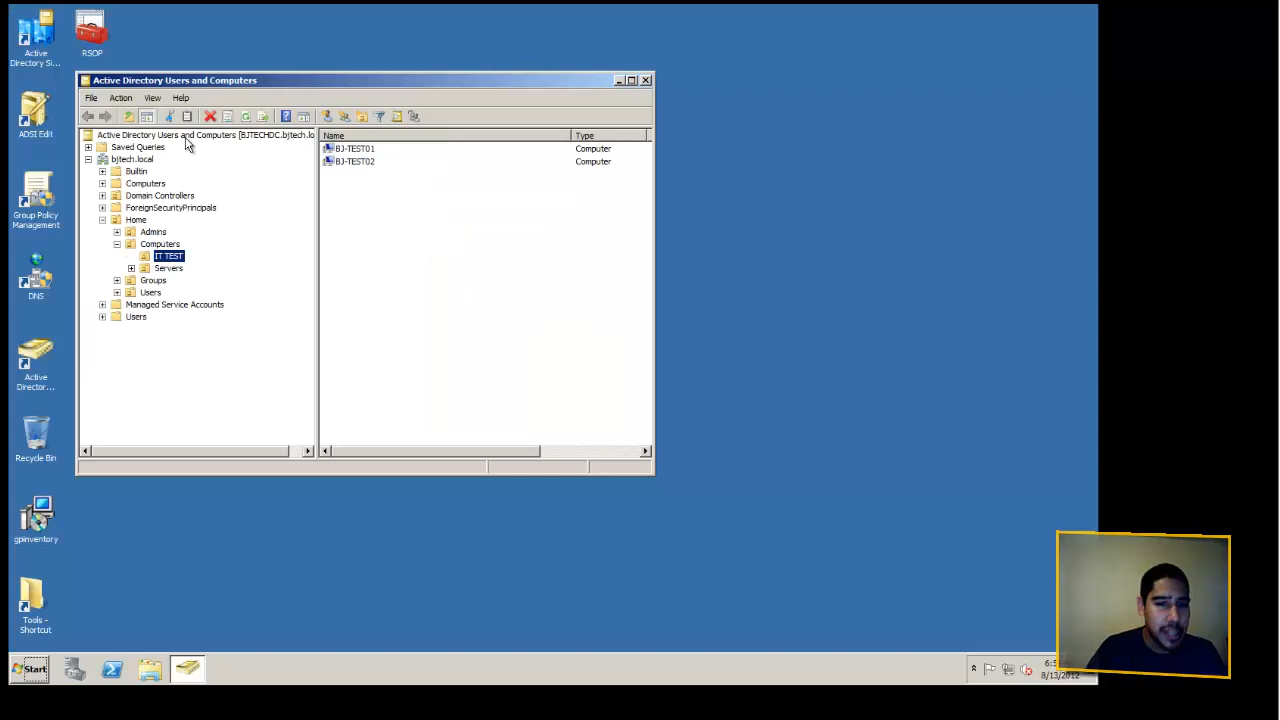 Active
Directory Si...
RSOP
ADSI Edit
Group Policy
Management
DNS
Active
Director...
Recycle Bin
gpinventory
Tools -
Shortcut
Active Directory Users and Computers
File Action View Help
Active Directory Users and Computers [BJTECHDC.bjtech.lo
Saved Queries
bjtech.local
Builtin
Computers
Domain Controllers
ForeignSecurityPrincipals
Home
Admins
Computers
IT TEST
Servers
Groups
Users
Managed Service Accounts
Users
Name Type
BJ-TEST01 Computer
BJ-TEST02 Computer
Start
8/13/2012